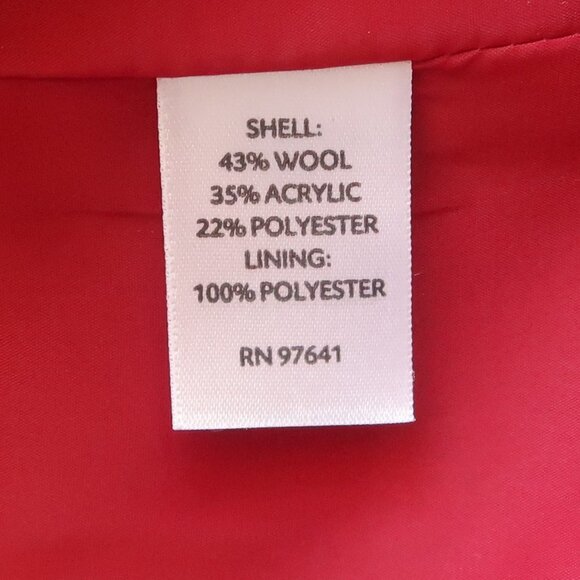 SHELL:
43% WOOL
35% ACRYLIC
22% POLYESTER
LINING:
100% POLYESTER
RN 97641